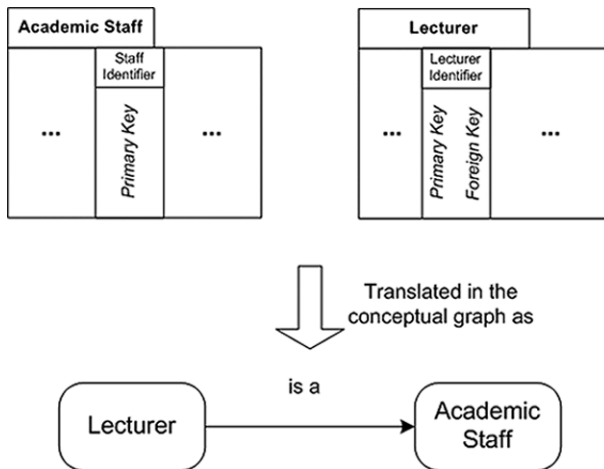 Academic Staff
Staff
Identifier
...
Primary Key
...
Lecturer
Lecturer
Identifier
...
Primary Key
Foreign Key
...
Translated in the
conceptual graph as
is a
Lecturer
Academic
Staff